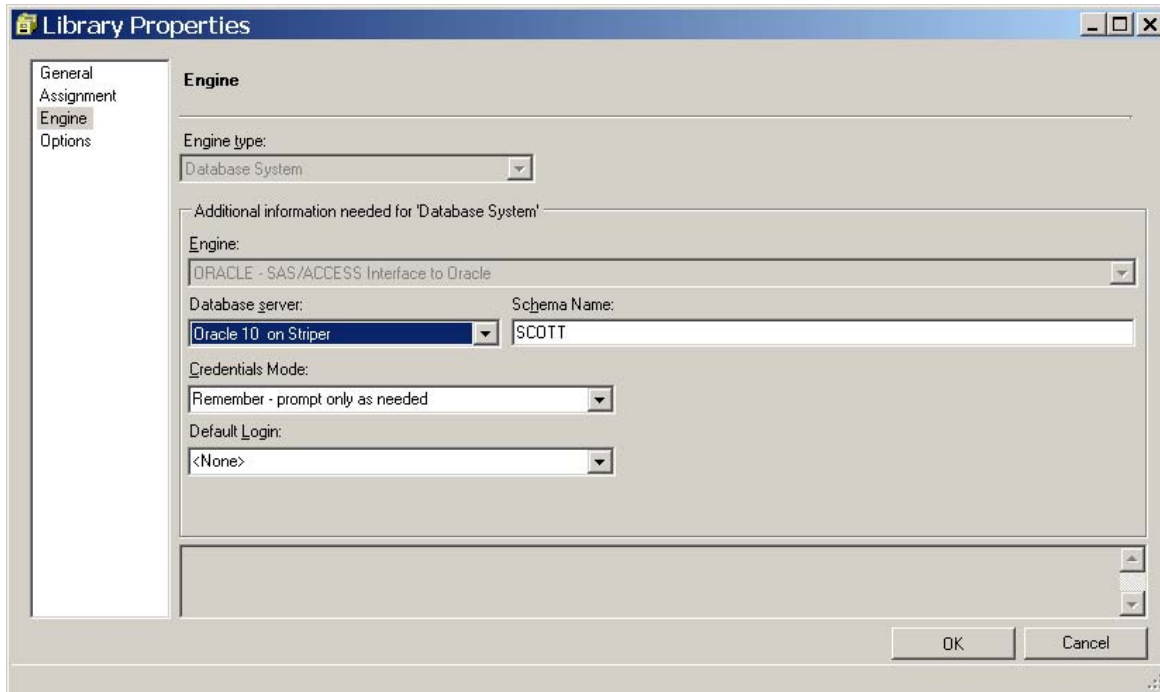 Library Properties
General
Assignment
Engine
Options
Engine
Engine type:
Database System
Additional information needed for 'Database System'
Engine:
ORACLE - SAS/ACCESS Interface to Oracle
Database server:
Schema Name:
Oracle 10 on Striper
SCOTT
Credentials Mode:
Remember - prompt only as needed
Default Login:
<None>
OK
Cancel